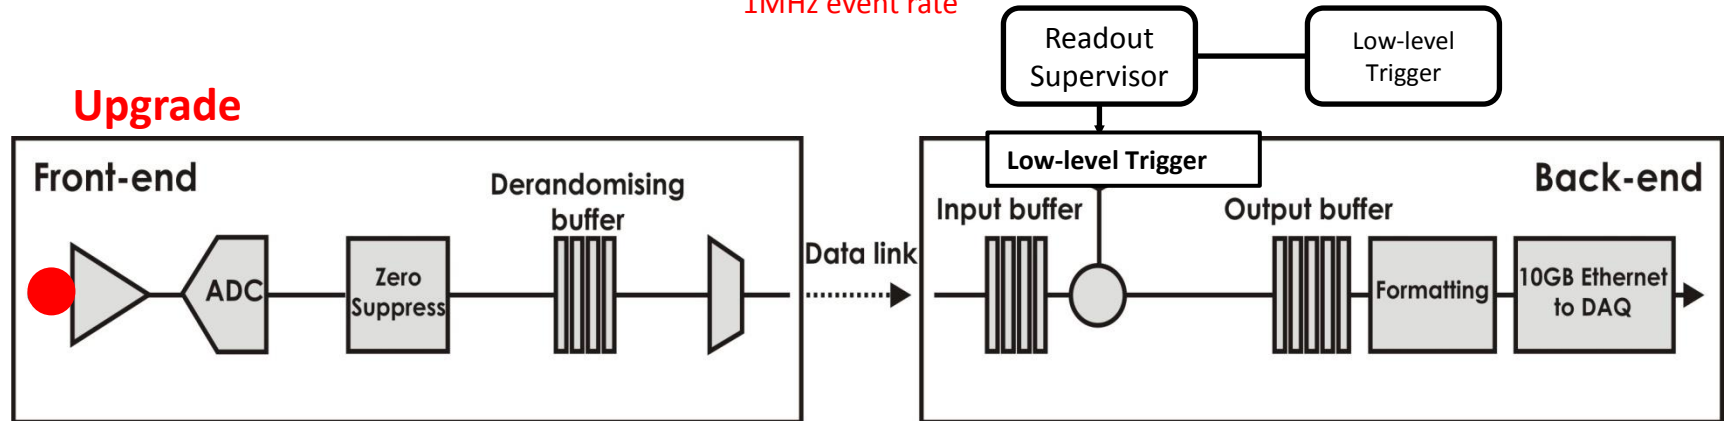 1MHz event rate
Readout
Supervisor
Low-level
Trigger
Upgrade
Front-end
Derandomising
buffer
ADC
Zero
Suppress
Data link
Low-level Trigger
Back-end
Input buffer
Output buffer
Formatting
10GB Ethernet
to DAQ